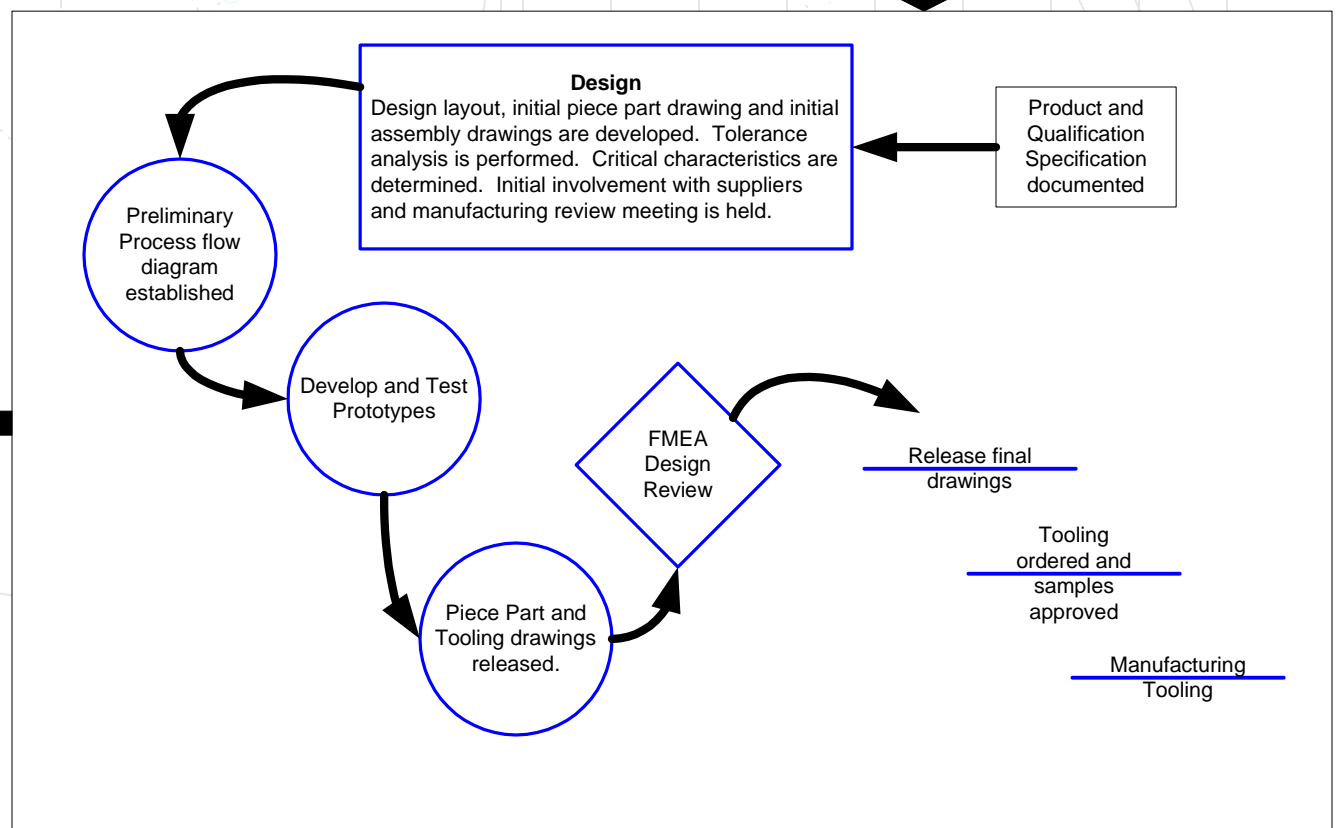 Design
Design layout, initial piece part drawing and initial
assembly drawings are developed.  Tolerance
analysis is performed.  Critical characteristics are
determined.  Initial involvement with suppliers
and manufacturing review meeting is held.
Product and
Qualification
Specification
documented
Preliminary
Process flow
diagram
established
Develop and Test
Prototypes
Piece Part and
Tooling drawings
released.
FMEA
Design
Review
Release final
drawings
Tooling
ordered and
samples
approved
Manufacturing
Tooling